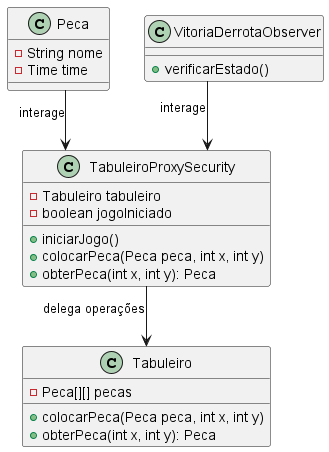 C Peca
String nome
Time time
C VitoriaDerrotaObserver
verificarEstado()
interage
interage
C TabuleiroProxySecurity
Tabuleiro tabuleiro
boolean jogoIniciado
iniciarJogo()
colocarPeca(Peca peca, int x, int y)
obterPeca(int x, int y): Peca
delega operações
C Tabuleiro
Peca[][] pecas
colocarPeca(Peca peca, int x, int y)
obterPeca(int x, int y): Peca